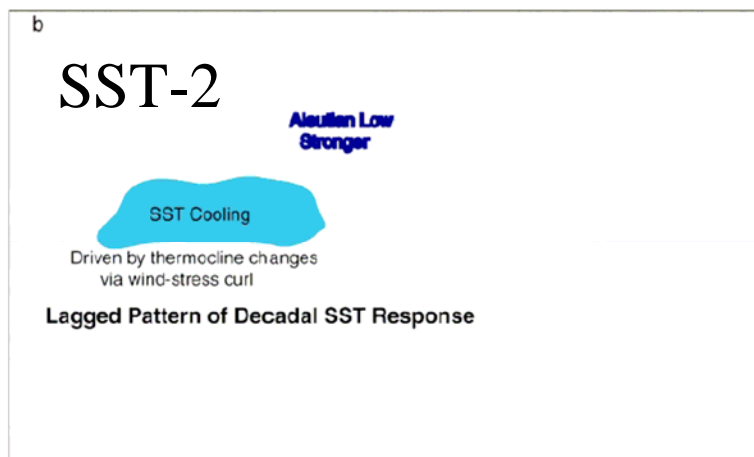 b
SST-2
Aleutian Low
Stronger
SST Cooling
Driven by thermocline changes
via wind-stress curl
Lagged Pattern of Decadal SST Response